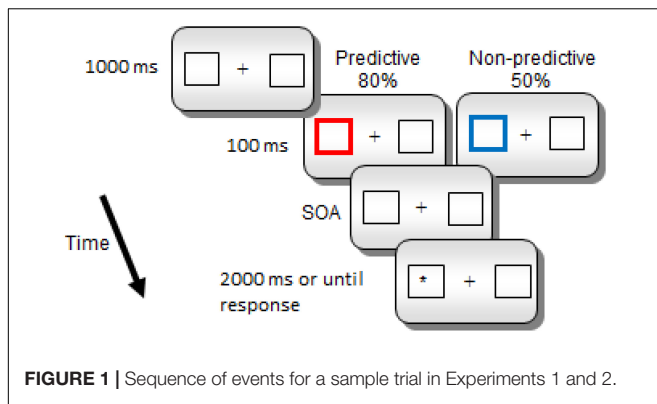 1000 ms
+
Predictive
80%
Non-predictive
50%
100 ms
+
+
SOA
+
Time
2000 ms or until
response
* +
FIGURE 1 | Sequence of events for a sample trial in Experiments 1 and 2.